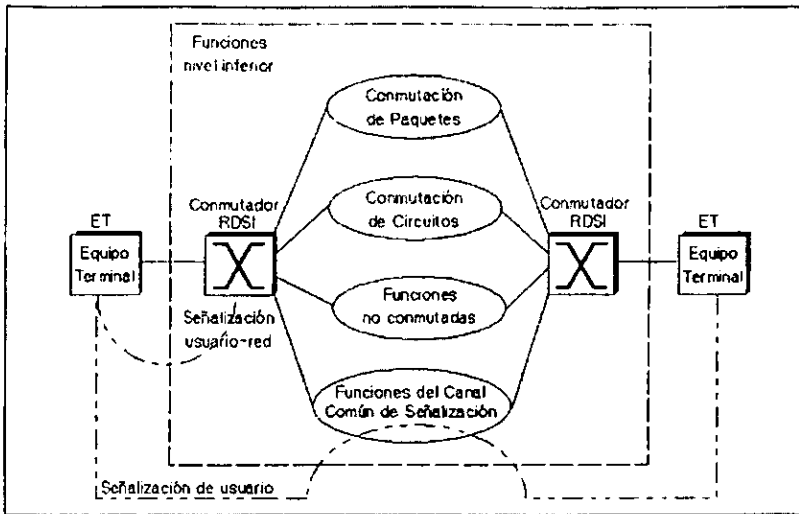 Funciones
nivel inferior
Conmutación
de Paquetes
Conmutador
RDSI
Conmutación
de Circuitos
Conmutador
RDSI
ET
Equipo
Terminal
ET
Equipo
Terminal
Funciones
no conmutadas
Señalización
usuario-red
Funciones del Canal
Común de Señalización
Señalización de usuario